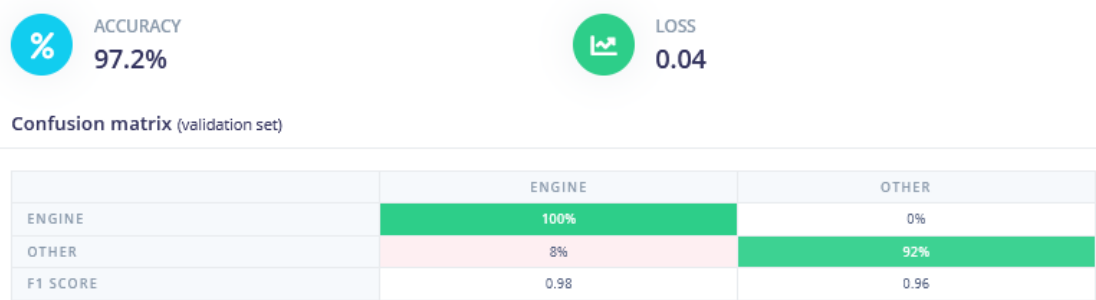 % ACCURACY LOSS
97.2% 0.04
Confusion matrix (validation set)
ENGINE OTHER
ENGINE 100% 0%
OTHER 8% 92%
F1 SCORE 0.98 0.96